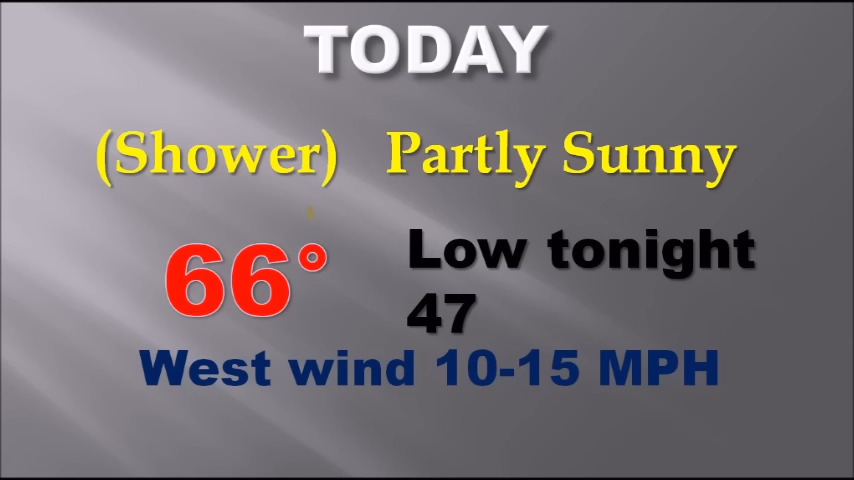 TODAY
(Shower) Partly Sunny
66° Low tonight
47
West wind 10-15 MPH